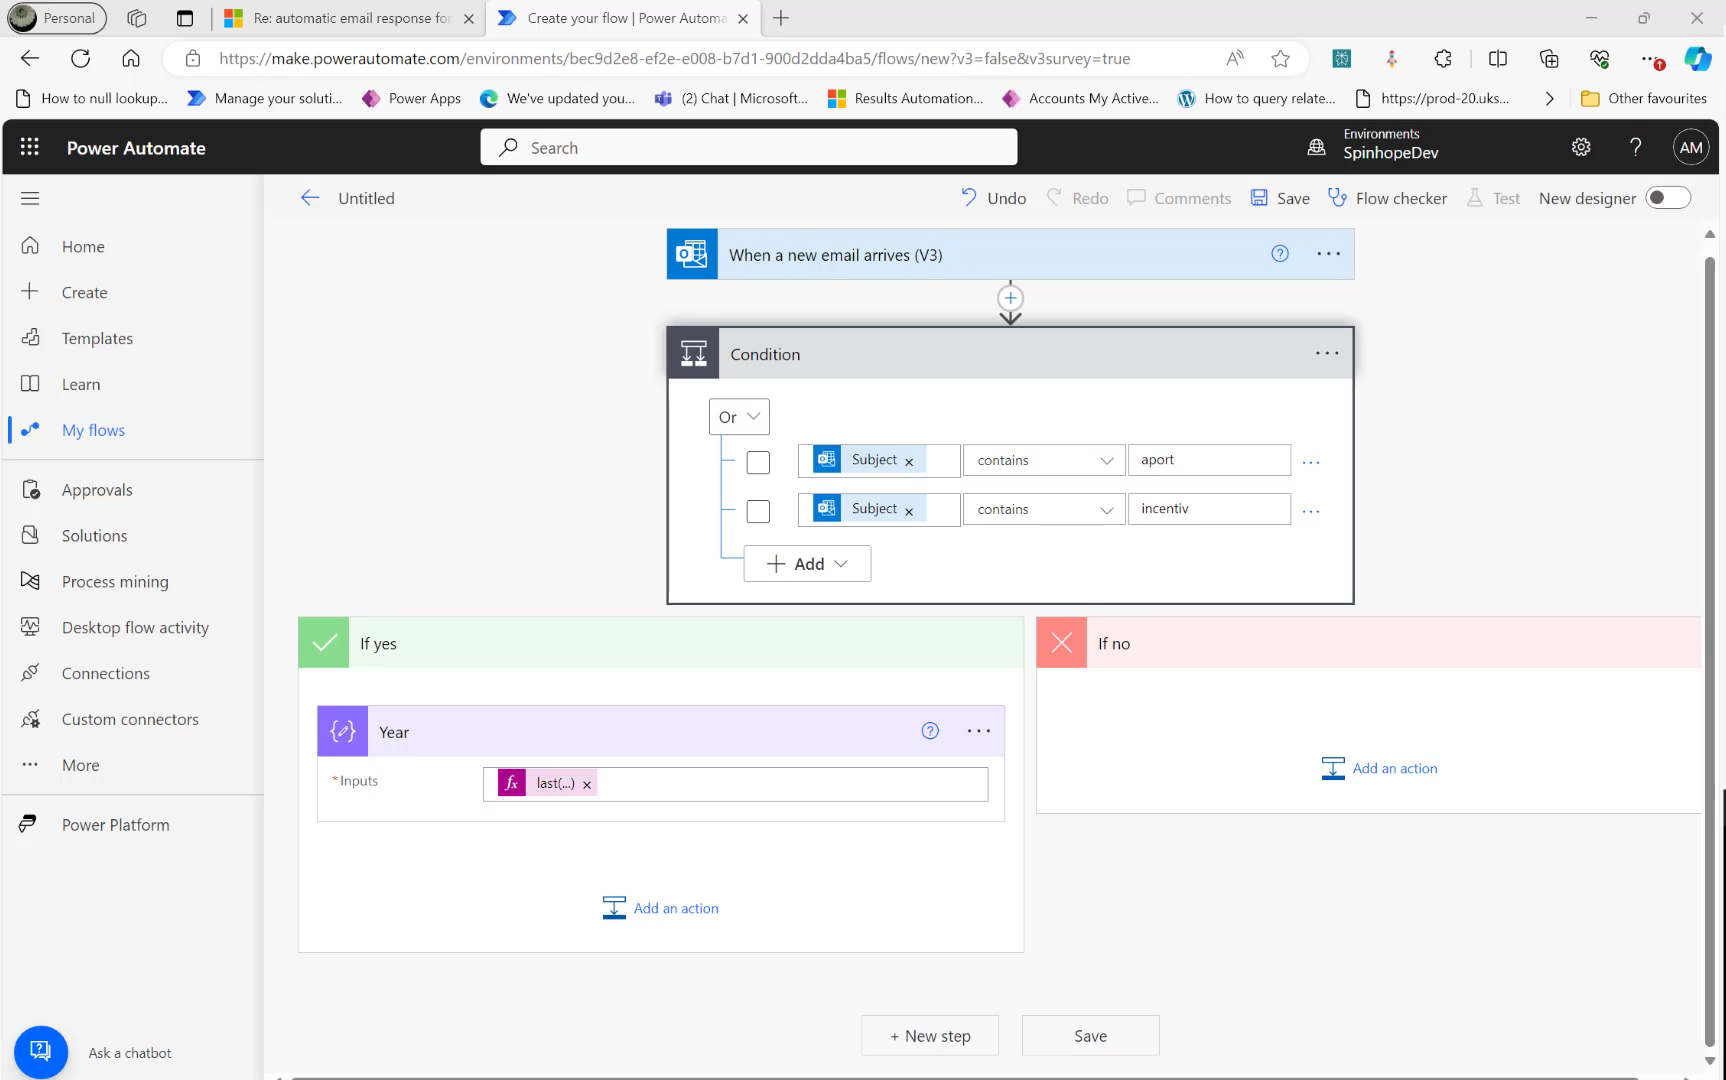 Personal
Re: automatic email response for
Create your flow | Power Automa
https://make.powerautomate.com/environments/bec9d2e8-ef2e-e008-b7d1-900d2dda4ba5/flows/new?v3=false&v3survey=true
How to null lookup...
Manage your soluti...
Power Apps
We've updated you...
(2) Chat | Microsoft...
Results Automation...
Accounts My Active...
How to query relate...
https://prod-20.uks...
Other favourites
Power Automate
Search
Environments
SpinhopeDev
AM
Untitled
Undo
Redo
Comments
Save
Flow checker
Test
New designer
Home
Create
Templates
Learn
My flows
Approvals
Solutions
Process mining
Desktop flow activity
Connections
Custom connectors
More
Power Platform
Ask a chatbot
When a new email arrives (V3)
Condition
Or
Subject
contains
aport
Subject
contains
incentiv
Add
If yes
Year
* Inputs
fx last(...)
Add an action
If no
Add an action
+ New step
Save